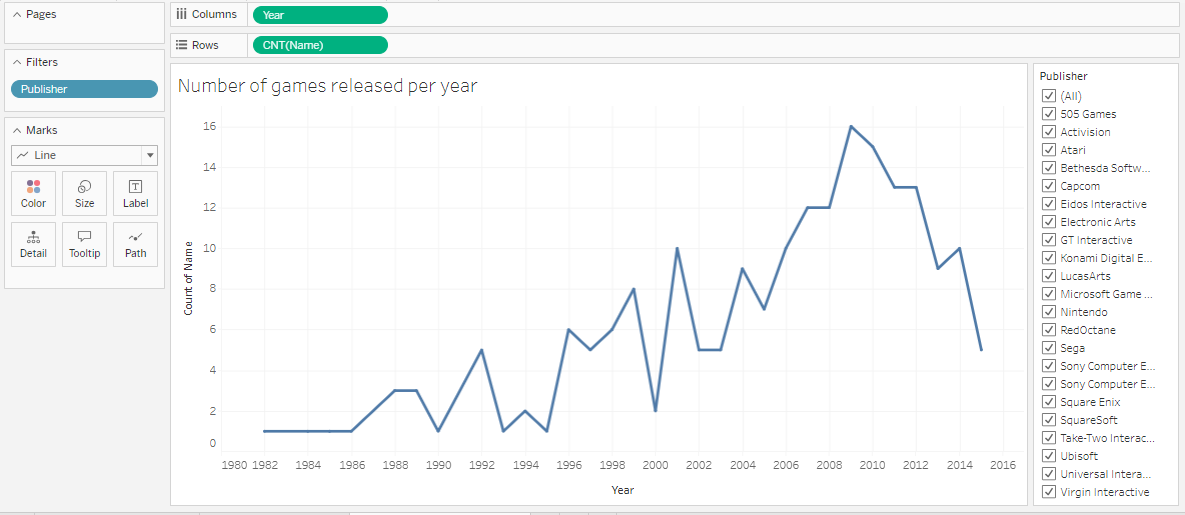 Pages
Columns
Year
Rows
CNT(Name)
Filters
Publisher
Marks
Line
Color
Size
Label
Detail
Tooltip
Path
Number of games released per year
Count of Name
16
14
12
10
8
6
4
2
0
1980 1982 1984 1986 1988 1990 1992 1994 1996 1998 2000 2002 2004 2006 2008 2010 2012 2014 2016
Year
Publisher
(All)
505 Games
Activision
Atari
Bethesda Softw...
Capcom
Eidos Interactive
Electronic Arts
GT Interactive
Konami Digital E...
LucasArts
Microsoft Game ...
Nintendo
RedOctane
Sega
Sony Computer E...
Sony Computer E...
Square Enix
SquareSoft
Take-Two Interac...
Ubisoft
Universal Intera...
Virgin Interactive